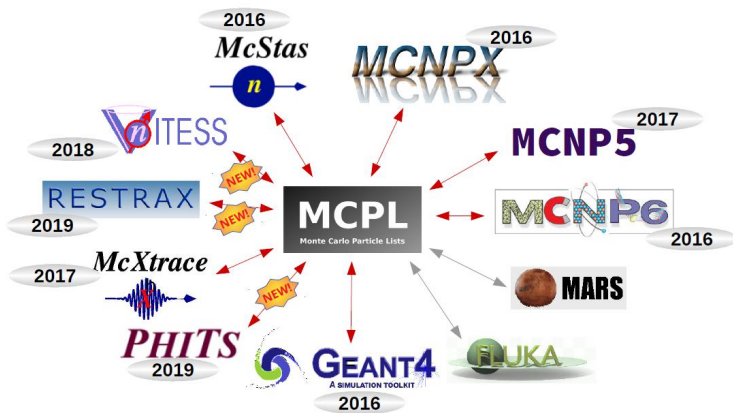 2016
McStas
n
2016
MCNPX
VnITESS
2018
2017
MCNP5
NEW!
RESTRAX
NEW!
2019
MCPL
Monte Carlo Particle Lists
MCNP6
2016
McXtrace
2017
X
NEW!
MARS
PHITS
2019
GEANT4
A SIMULATION TOOLKIT
2016
FLUKA